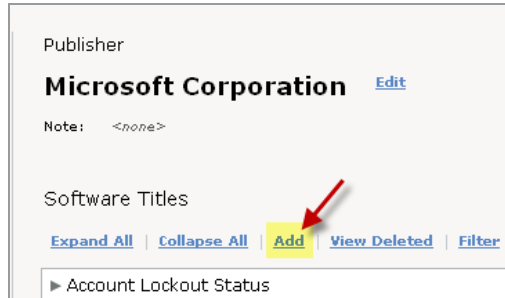 Publisher
Microsoft Corporation Edit
Note: <none>
Software Titles
Expand All | Collapse All | Add | View Deleted | Filter
► Account Lockout Status